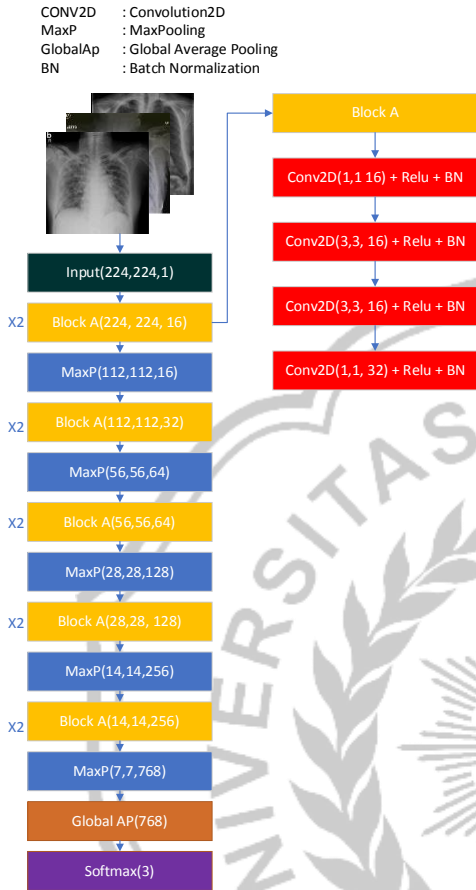 CONV2D : Convolution2D
MaxP : MaxPooling
GlobalAp : Global Average Pooling
BN : Batch Normalization
Input(224,224,1)
X2 Block A(224, 224, 16)
MaxP(112,112,16)
X2 Block A(112,112,32)
MaxP(56,56,64)
X2 Block A(56,56,64)
MaxP(28,28,128)
X2 Block A(28,28, 128)
MaxP(14,14,256)
X2 Block A(14,14,256)
MaxP(7,7,768)
Global AP(768)
Softmax(3)
Block A
Conv2D(1,1 16) + Relu + BN
Conv2D(3,3, 16) + Relu + BN
Conv2D(3,3, 16) + Relu + BN
Conv2D(1,1, 32) + Relu + BN
UNIVERSITAS